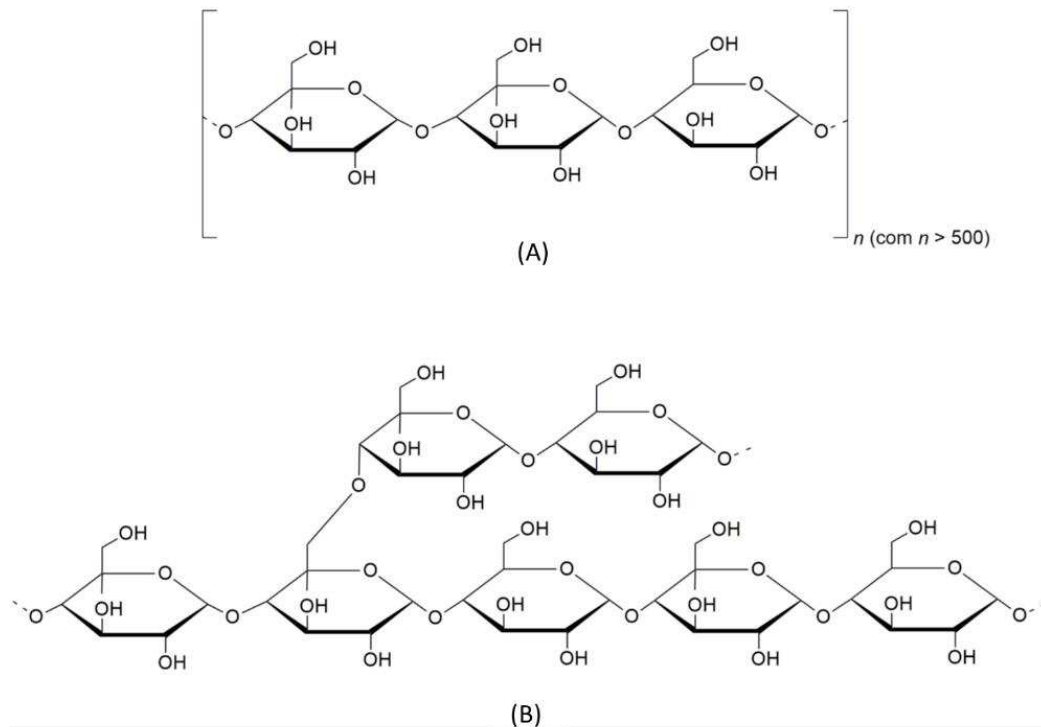 OH OH OH
O O O
OH OH OH
O O O O
OH OH OH
n (com n > 500)
(A)
OH OH
O O
OH OH
O O
O
OH OH
OH OH OH OH
O O O O O
OH OH OH OH OH
O O O O O O
OH OH OH OH OH
(B)